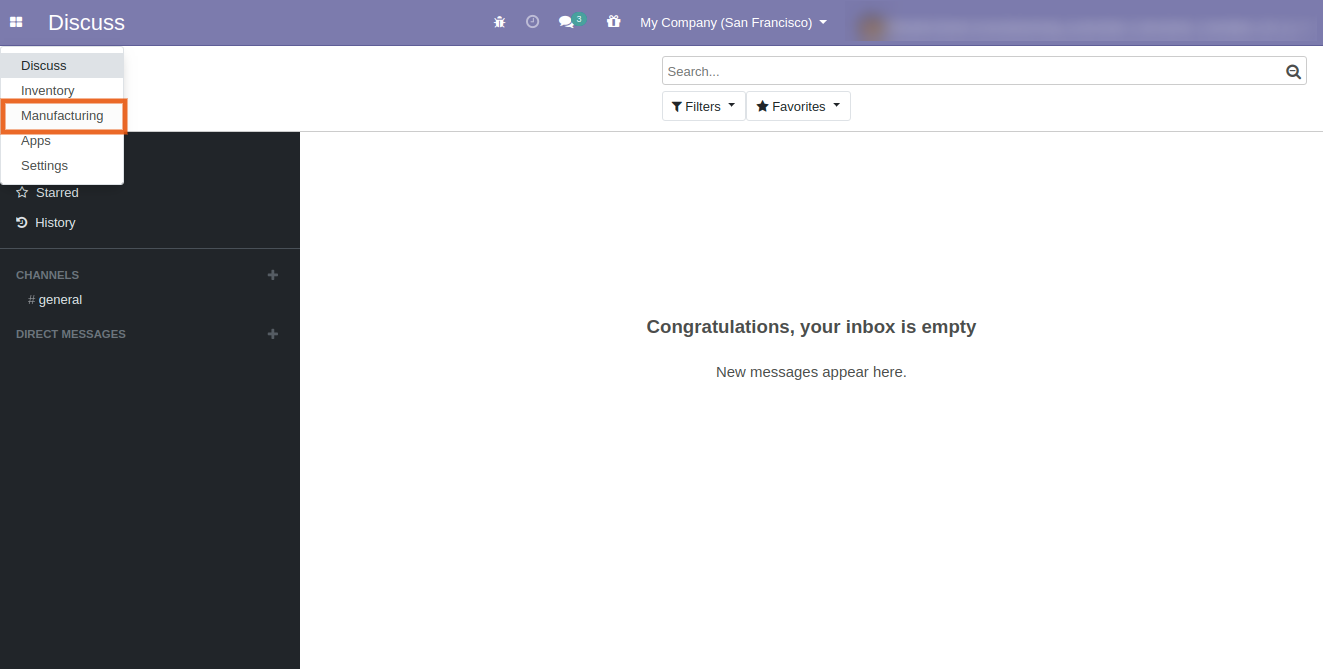 Discuss
3
My Company (San Francisco)
Discuss
Inventory
Manufacturing
Apps
Settings
Search...
Filters
Favorites
Starred
History
CHANNELS
# general
DIRECT MESSAGES
Congratulations, your inbox is empty
New messages appear here.